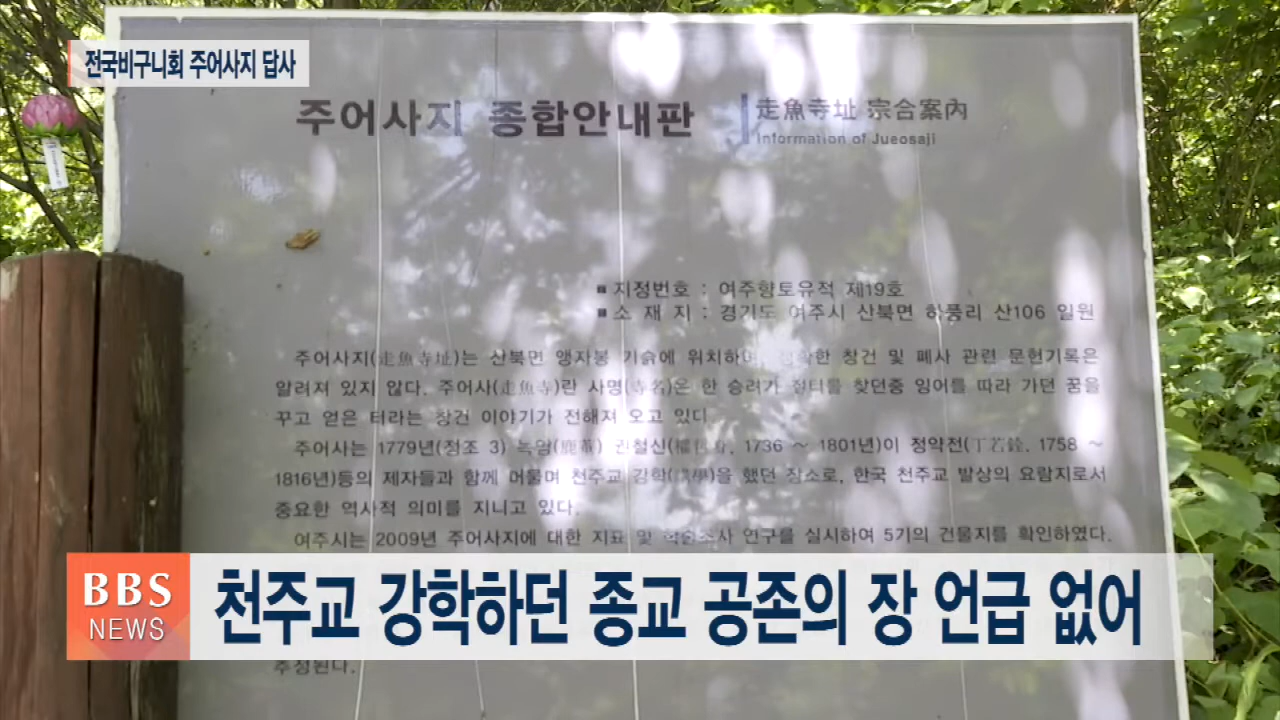 전국비구니회 주어사지 답사
주어사지 종합안내판
走魚寺址 宗合案內
Information of Jueosaji
지정번호 : 여주향토유적 제19호
소 재 지 : 경기도 여주시 산북면 하품리 산106 일원
주어사지(走魚寺址)는 산북면 앵자봉 기슭에 위치하며, 정확한 창건 및 폐사 관련 문헌기록은
알려져 있지 않다. 주어사(走魚寺)란 사명(寺名)은 한 승려가 절터를 찾던중 잉어를 따라 가던 꿈을
꾸고 얻은 터라는 창건 이야기가 전해져 오고 있다
주어사는 1779년(정조 3) 녹암(鹿菴) 권철신(權哲身, 1736 ~ 1801년)이 정약전(丁若銓, 1758 ~
1816년)등의 제자들과 함께 머물며 천주교 강학(講學)을 했던 장소로, 한국 천주교 발상의 요람지로서
중요한 역사적 의미를 지니고 있다.
여주시는 2009년 주어사지에 대한 지표 및 학술조사 연구를 실시하여 5기의 건물지를 확인하였다.
BBS
NEWS
천주교 강학하던 종교 공존의 장 언급 없어
추정된다.